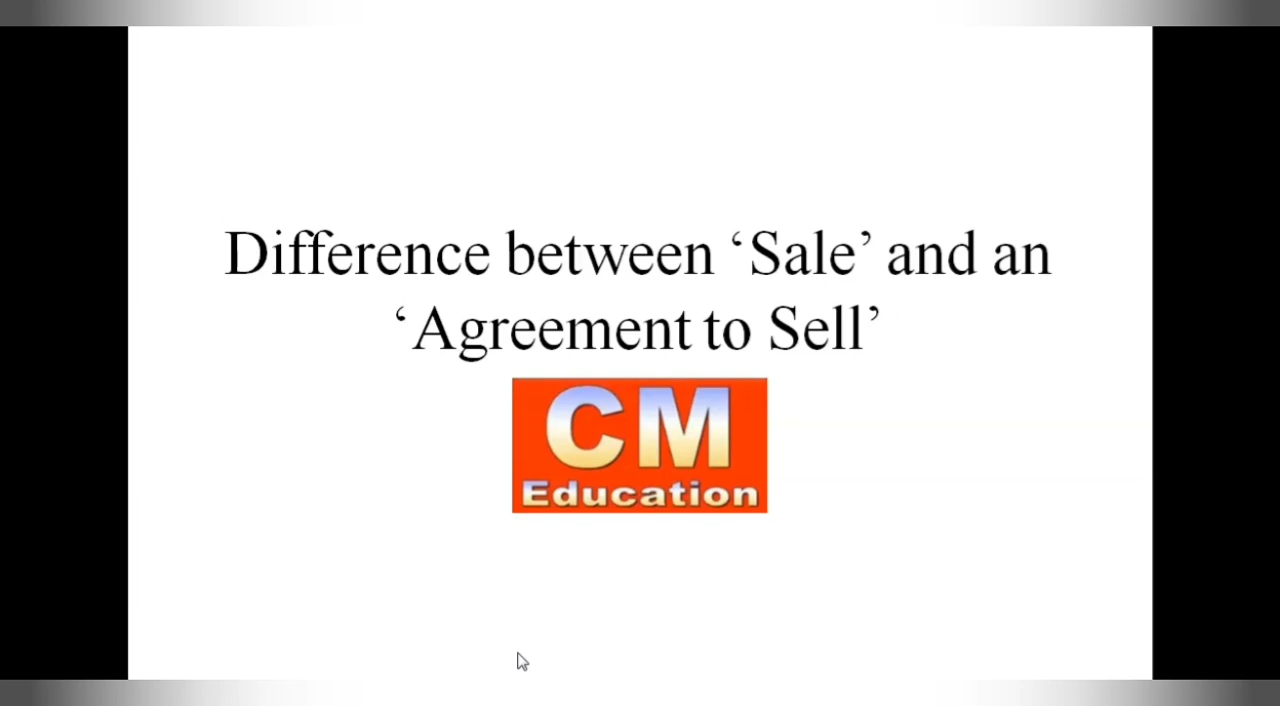 Difference between ‘Sale’ and an
‘Agreement to Sell’
CM
Education